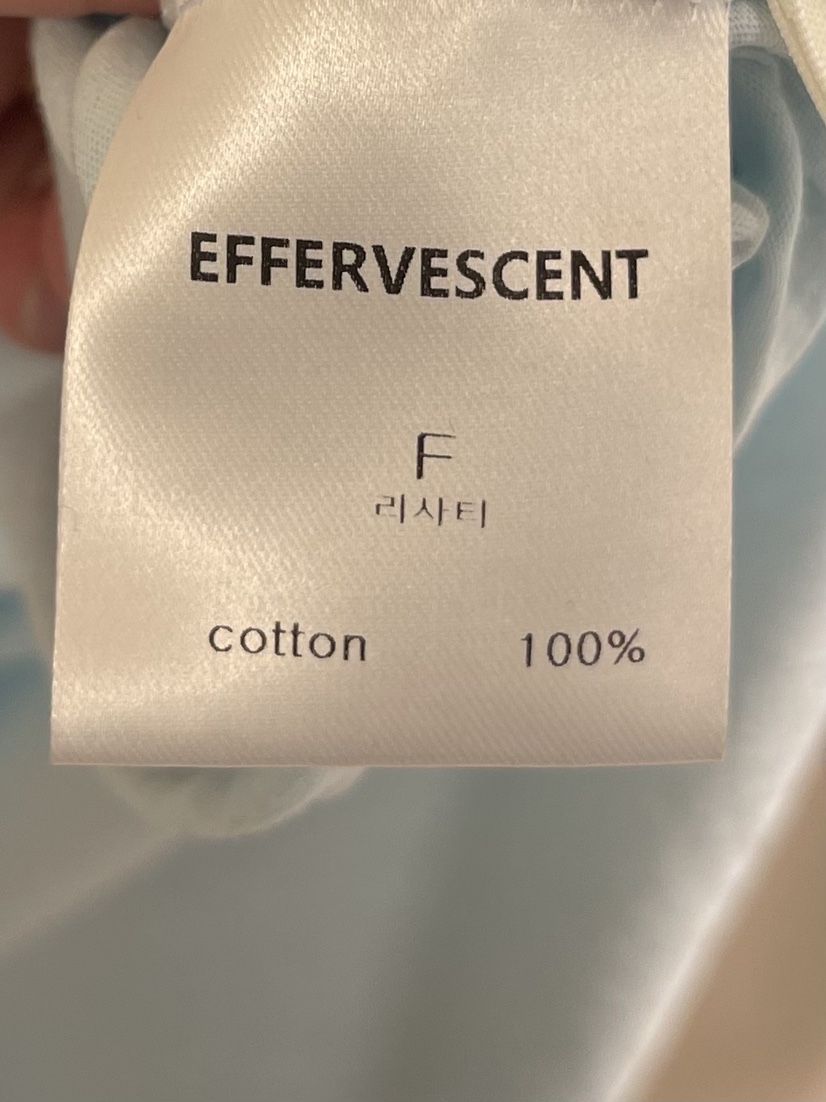 EFFERVESCENT
F
리사티
cotton 100%